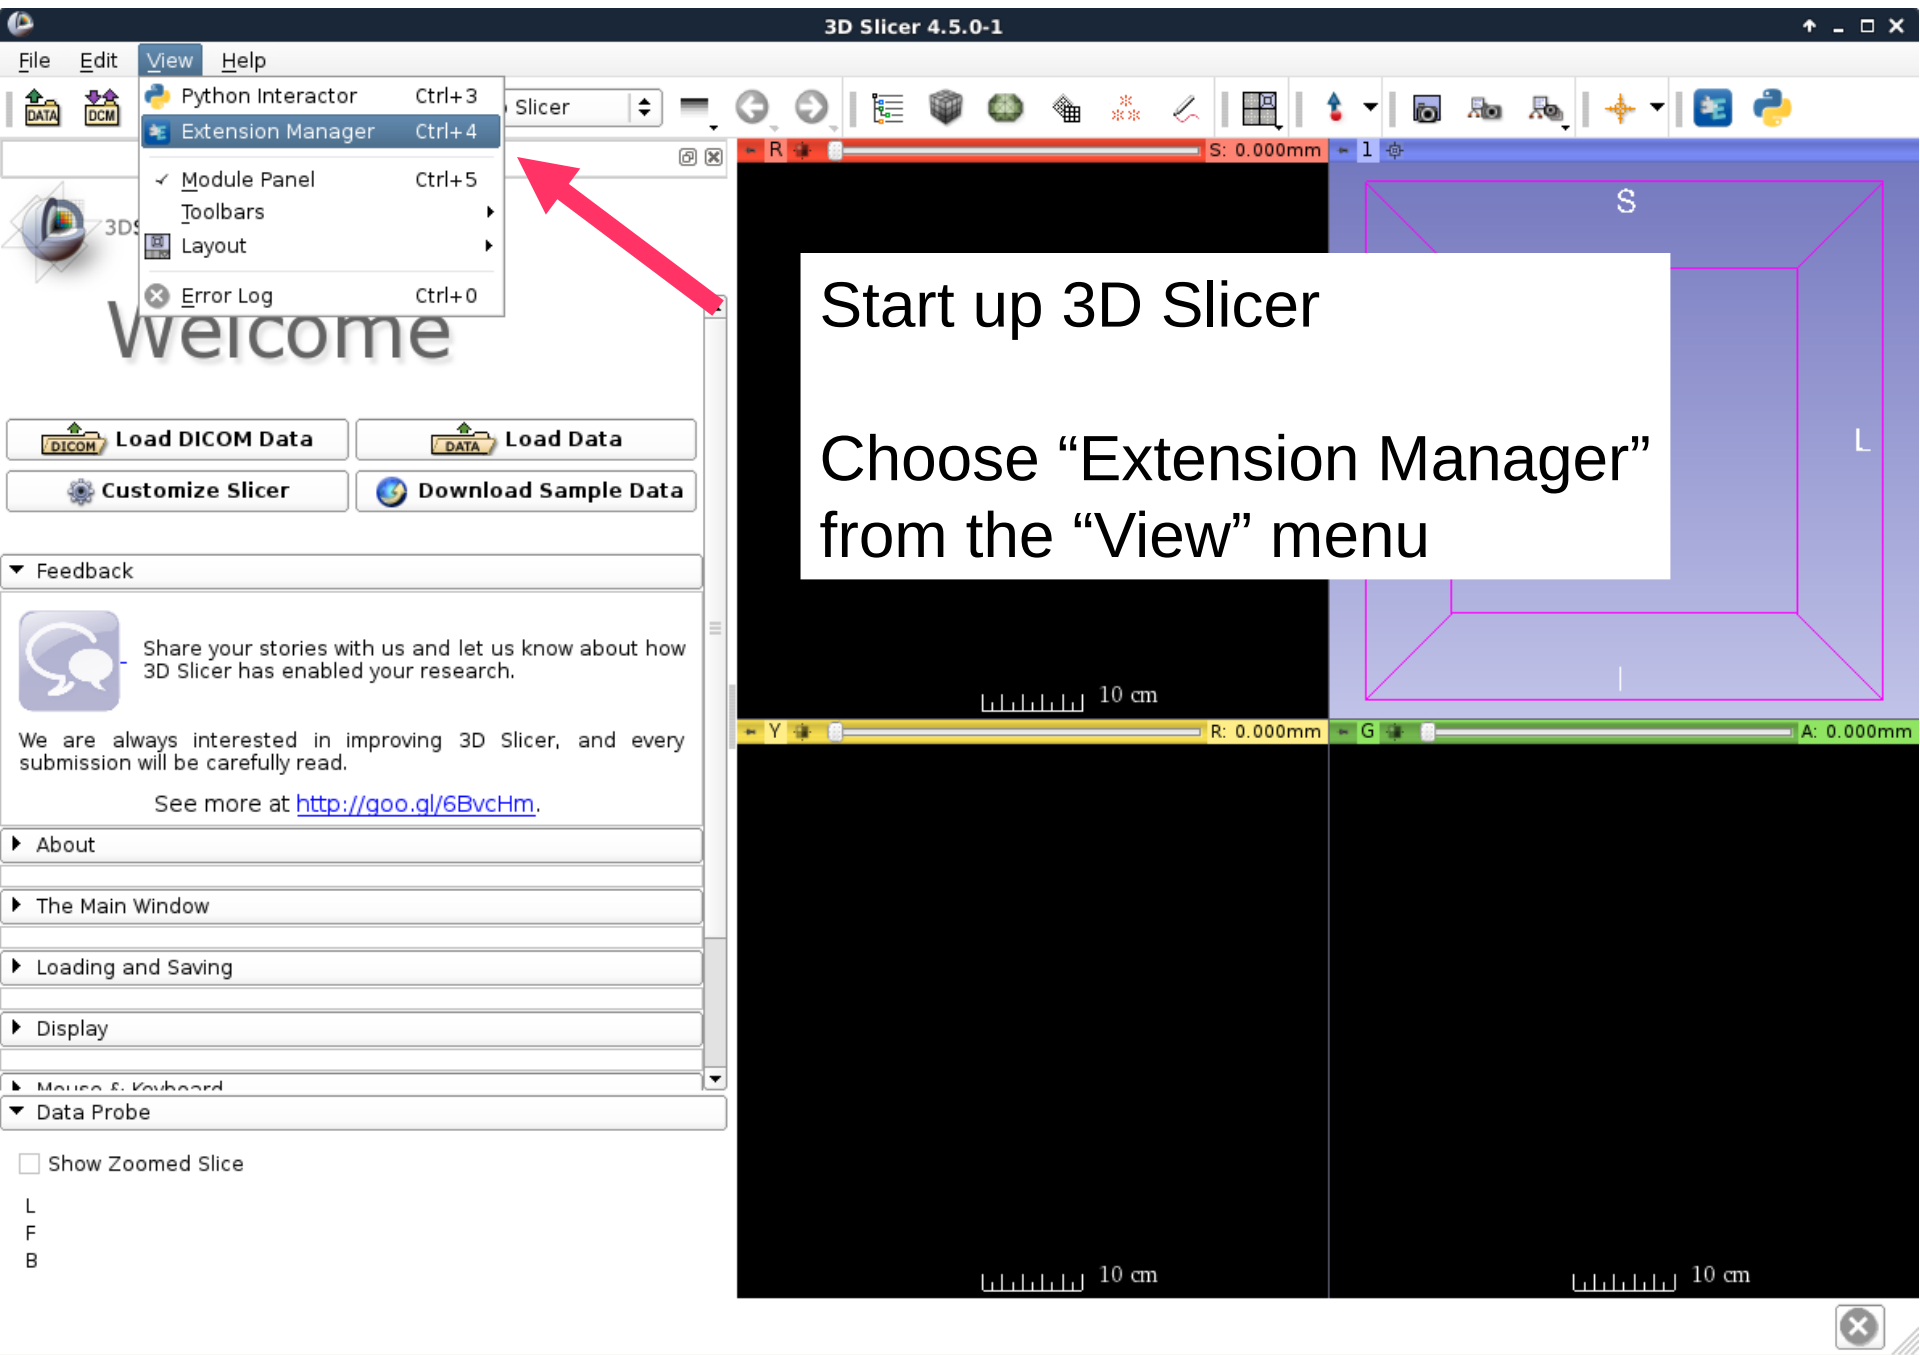 3D Slicer 4.5.0-1
File Edit View Help
DATA DCM Slicer
Python Interactor Ctrl+3
Extension Manager Ctrl+4
Module Panel Ctrl+5
Toolbars
Layout
Error Log Ctrl+0
R S: 0.000mm
1
S
L
I
Welcome
Start up 3D Slicer
Choose “Extension Manager”
from the “View” menu
DICOM Load DICOM Data
DATA Load Data
Customize Slicer
Download Sample Data
Feedback
Share your stories with us and let us know about how
3D Slicer has enabled your research.
We are always interested in improving 3D Slicer, and every
submission will be carefully read.
See more at http://goo.gl/6BvcHm.
About
The Main Window
Loading and Saving
Display
Mouse & Keyboard
Data Probe
Show Zoomed Slice
L
F
B
10 cm
Y R: 0.000mm
G A: 0.000mm
10 cm
10 cm